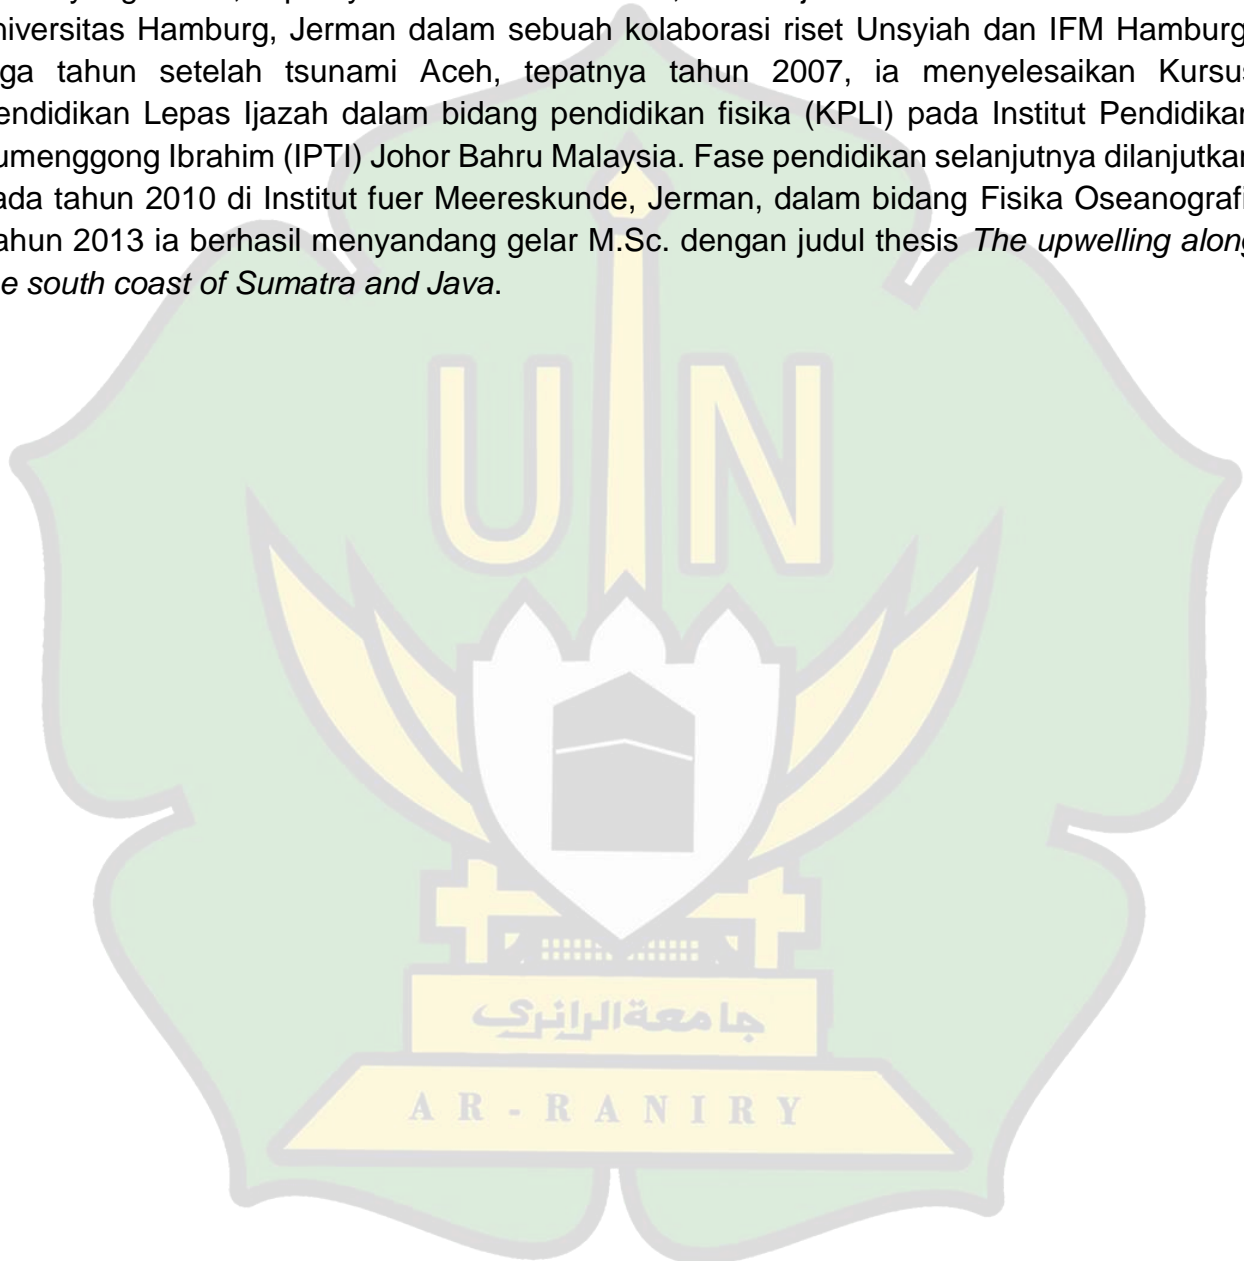 niversitas Hamburg, Jerman dalam sebuah kolaborasi riset Unsyiah dan IFM Hamburg
ga tahun setelah tsunami Aceh, tepatnya tahun 2007, ia menyelesaikan Kursus
endidikan Lepas Ijazah dalam bidang pendidikan fisika (KPLI) pada Institut Pendidikan
umenggong Ibrahim (IPTI) Johor Bahru Malaysia. Fase pendidikan selanjutnya dilanjutkan
ada tahun 2010 di Institut fuer Meereskunde, Jerman, dalam bidang Fisika Oseanografi
ahun 2013 ia berhasil menyandang gelar M.Sc. dengan judul thesis The upwelling along
e south coast of Sumatra and Java.
UIN
جامعةالرانري
AR-RANIRY